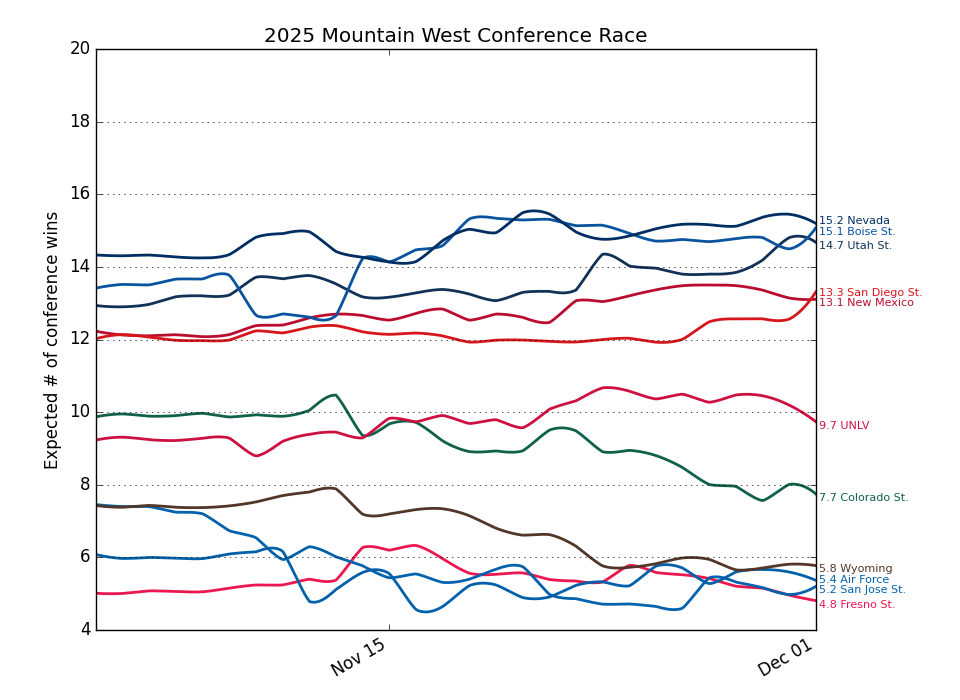 2025 Mountain West Conference Race
Expected # of conference wins
20
18
16
14
12
10
8
6
4
15.2 Nevada
15.1 Boise St.
14.7 Utah St.
13.3 San Diego St.
13.1 New Mexico
9.7 UNLV
7.7 Colorado St.
5.8 Wyoming
5.4 Air Force
5.2 San Jose St.
4.8 Fresno St.
Nov 15
Dec 01